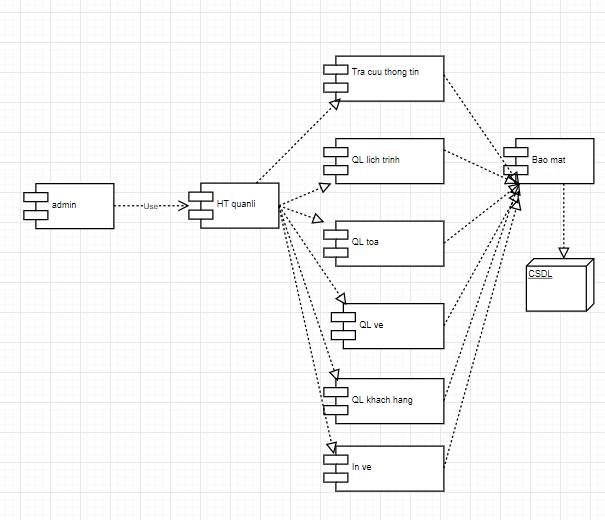 Tra cuu thong tin
QL lich trinh
Bao mat
admin
Use
HT quanli
QL toa
CSDL
QL ve
QL khach hang
In ve